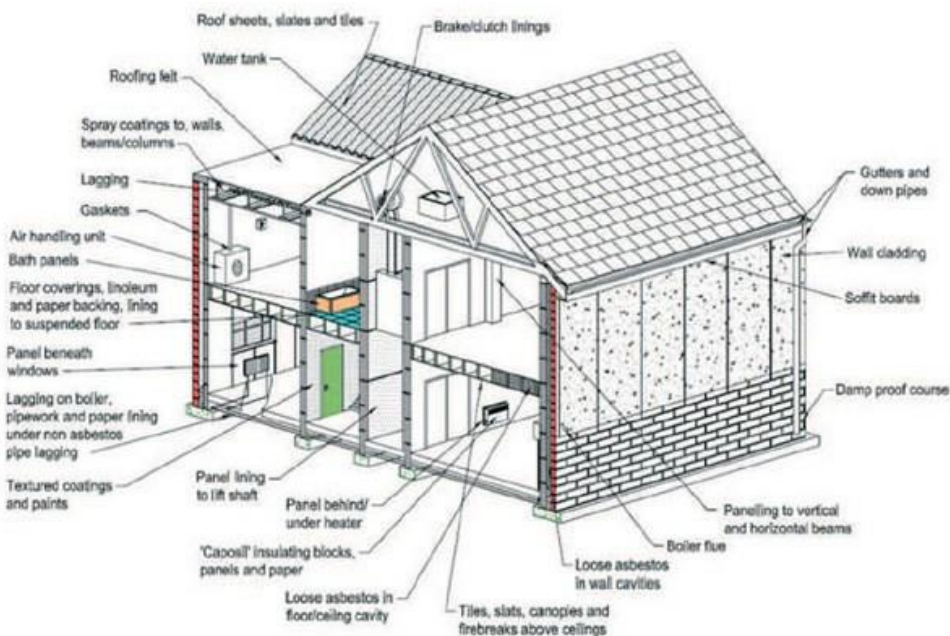 Roof sheets, slates and tiles
Brake/clutch linings
Water tank
Roofing felt
Spray coatings to, walls,
beams/columns
Lagging
Gaskets
Air handling unit
Bath panels
Floor coverings, linoleum
and paper backing, lining
to suspended floor
Panel beneath
windows
Lagging on boiler,
pipework and paper lining
under non asbestos
pipe lagging
Textured coatings
and paints
Panel lining
to lift shaft
Panel behind/
under heater
'Caposil' insulating blocks,
panels and paper
Loose asbestos in
floor/ceiling cavity
Tiles, slats, canopies and
firebreaks above ceilings
Loose asbestos
in wall cavities
Boiler flue
Panelling to vertical
and horizontal beams
Damp proof course
Soffit boards
Wall cladding
Gutters and
down pipes